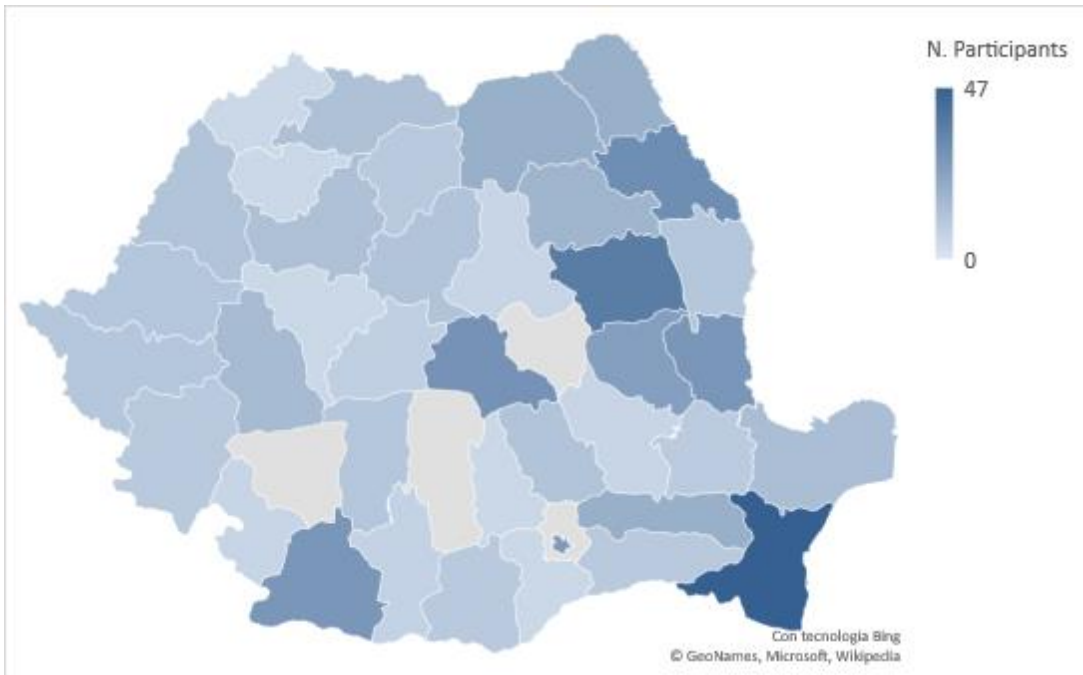 N. Participants
47
0
Con tecnologia Bing
© GeoNames, Microsoft, Wikipedia